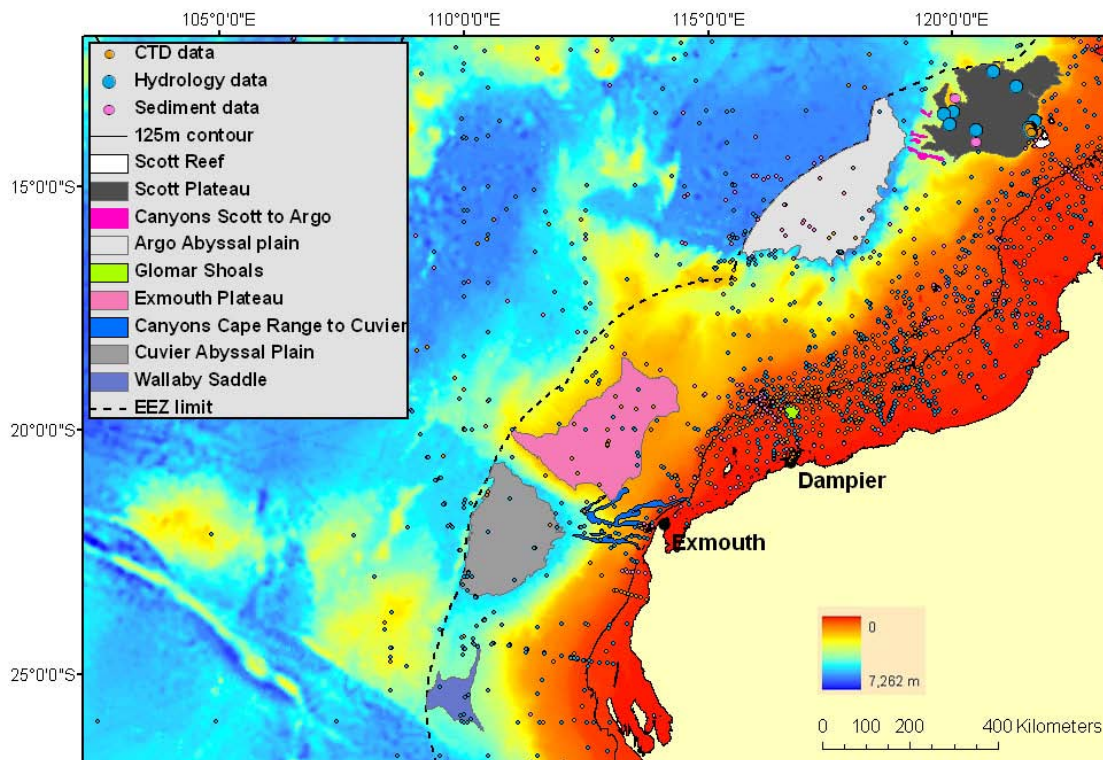 105°0'0"E 110°0'0"E 115°0'0"E 120°0'0"E
CTD data
Hydrology data
Sediment data
125m contour
Scott Reef
Scott Plateau
Canyons Scott to Argo
Argo Abyssal plain
Glomar Shoals
Exmouth Plateau
Canyons Cape Range to Cuvier
Cuvier Abyssal Plain
Wallaby Saddle
EEZ limit
15°0'0"S
20°0'0"S
25°0'0"S
Dampier
Exmouth
0
7,262 m
0 100 200 400 Kilometers